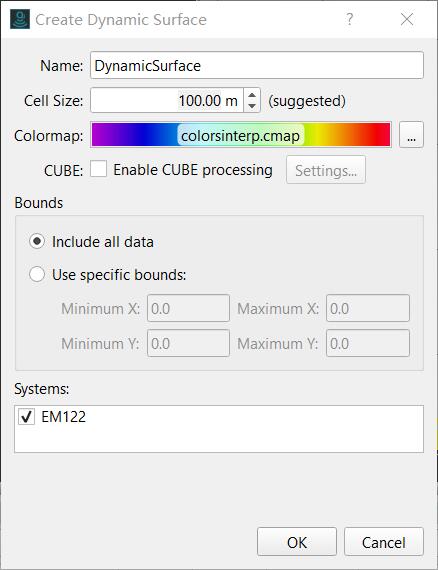 Create Dynamic Surface ?
Name: DynamicSurface
Cell Size: 100.00 m (suggested)
Colormap: colorsinterp.cmap ...
CUBE: Enable CUBE processing Settings...
Bounds
Include all data
Use specific bounds:
Minimum X: 0.0 Maximum X: 0.0
Minimum Y: 0.0 Maximum Y: 0.0
Systems:
EM122
OK Cancel